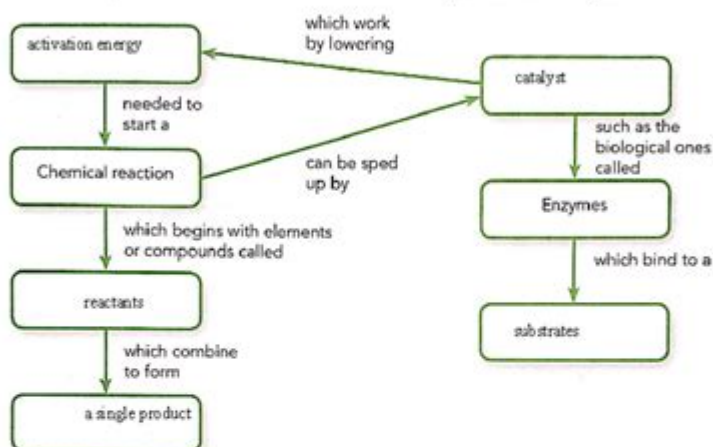 which work
by lowering
activation energy
catalyst
needed to
start a
such as the
biological ones
called
Chemical reaction
can be sped
up by
Enzymes
which begins with elements
or compounds called
which bind to a
reactants
substrates
which combine
to form
a single product